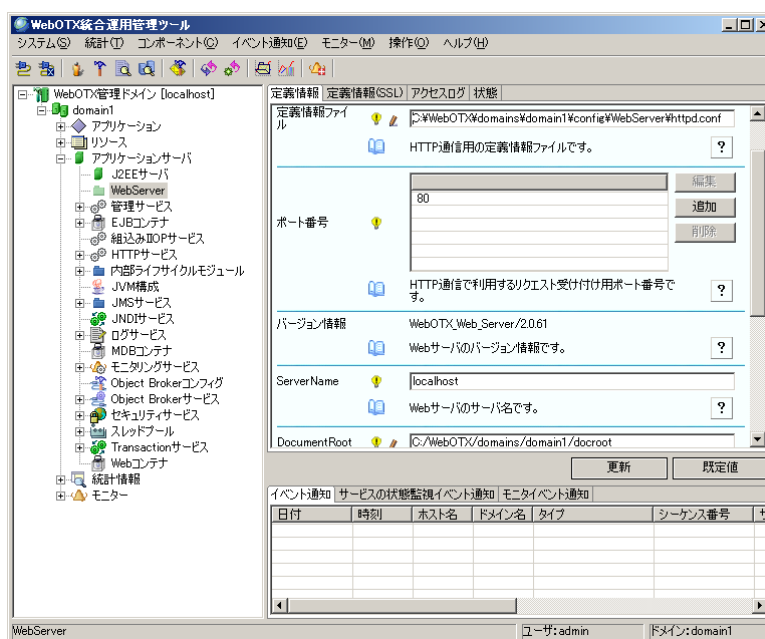 WebOTX統合運用管理ツール
システム(S) 統計(T) コンポーネント(C) イベント通知(E) モニター(M) 操作(O) ヘルプ(H)
WebOTX管理ドメイン [localhost]
domain1
アプリケーション
リソース
アプリケーションサーバ
J2EEサーバ
WebServer
管理サービス
EJBコンテナ
組込みIIOPサービス
HTTPサービス
内部ライフサイクルモジュール
JVM構成
JMSサービス
JNDIサービス
ログサービス
MDBコンテナ
モニタリングサービス
Object Brokerコンフィグ
Object Brokerサービス
セキュリティサービス
スレッドプール
Transactionサービス
Webコンテナ
統計情報
モニター
定義情報 定義情報(SSL) アクセスログ 状態
定義情報ファイ
ル
C:¥WebOTX¥domains¥domain1¥config¥WebServer¥httpd.conf
HTTP通信用の定義情報ファイルです。 ?
ポート番号
80
編集
追加
削除
HTTP通信で利用するリクエスト受け付け用ポート番号で
す。 ?
バージョン情報 WebOTX_Web_Server/2.0.61
Webサーバのバージョン情報です。 ?
ServerName localhost
Webサーバのサーバ名です。 ?
DocumentRoot C:/WebOTX/domains/domain1/docroot
更新 既定値
イベント通知 サービスの状態監視イベント通知 モニタイベント通知
日付 時刻 ホスト名 ドメイン名 タイプ シーケンス番号
WebServer ユーザ:admin ドメイン:domain1